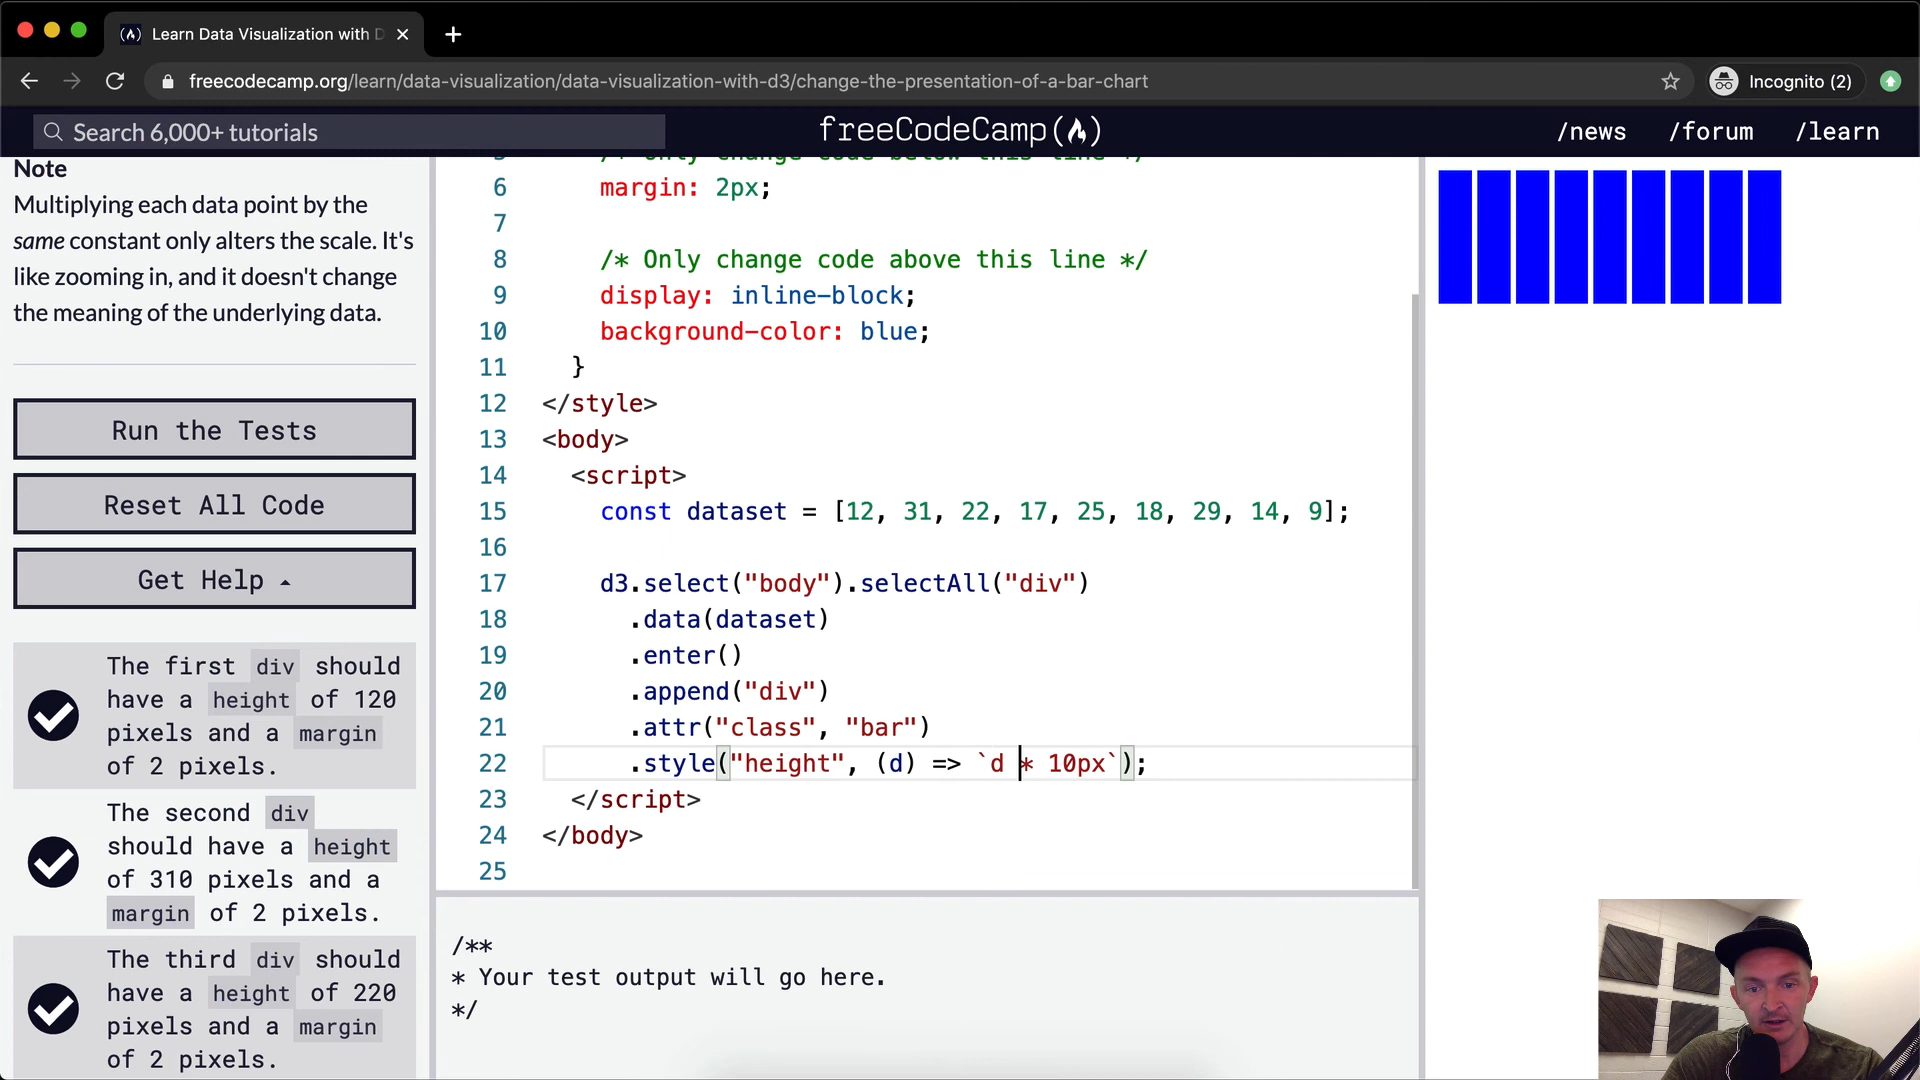 Learn Data Visualization with D
freecodecamp.org/learn/data-visualization/data-visualization-with-d3/change-the-presentation-of-a-bar-chart
Incognito (2)
Search 6,000+ tutorials
freeCodeCamp
/news
/forum
/learn
Note
Multiplying each data point by the
same constant only alters the scale. It's
like zooming in, and it doesn't change
the meaning of the underlying data.
Run the Tests
Reset All Code
Get Help
The first div should
have a height of 120
pixels and a margin
of 2 pixels.
The second div
should have a height
of 310 pixels and a
margin of 2 pixels.
The third div should
have a height of 220
pixels and a margin
of 2 pixels.
/* Only change code below this line */
6 margin: 2px;
7
8 /* Only change code above this line */
9 display: inline-block;
10 background-color: blue;
11 }
12 </style>
13 <body>
14 <script>
15 const dataset = [12, 31, 22, 17, 25, 18, 29, 14, 9];
16
17 d3.select("body").selectAll("div")
18 .data(dataset)
19 .enter()
20 .append("div")
21 .attr("class", "bar")
22 .style("height", (d) => `d * 10px`);
23 </script>
24 </body>
25
/**
* Your test output will go here.
*/